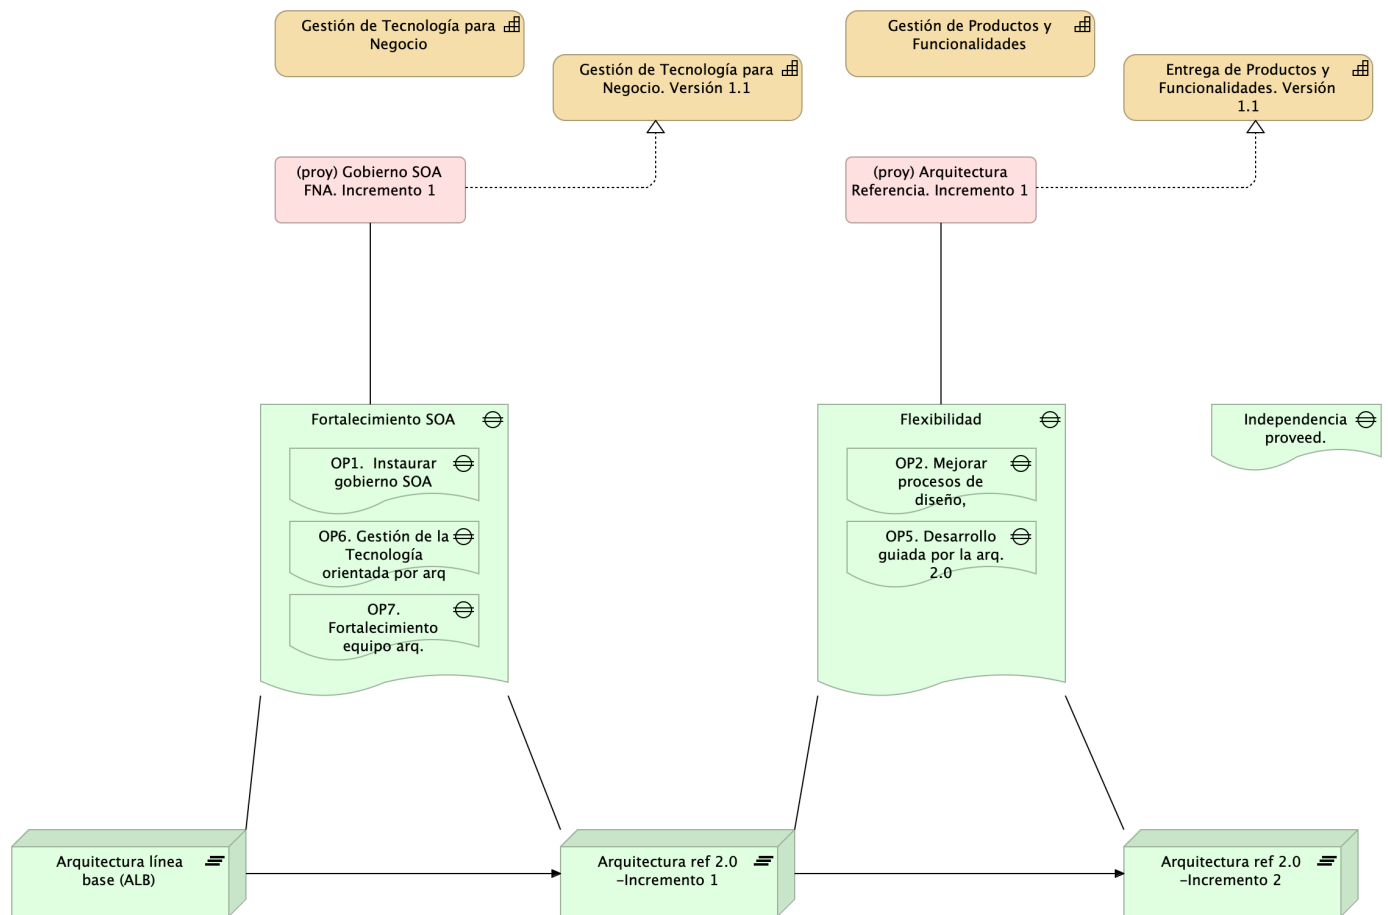 Gestión de Tecnología para
Negocio
Gestión de Tecnología para
Negocio. Versión 1.1
Gestión de Productos y
Funcionalidades
Entrega de Productos y
Funcionalidades. Versión
1.1
(proy) Gobierno SOA
FNA. Incremento 1
(proy) Arquitectura
Referencia. Incremento 1
Fortalecimiento SOA
OP1.  Instaurar
gobierno SOA
OP6. Gestión de la
Tecnología
orientada por arq
OP7.
Fortalecimiento
equipo arq.
Flexibilidad
OP2. Mejorar
procesos de
diseño,
OP5. Desarrollo
guiada por la arq.
2.0
Independencia
proveed.
Arquitectura línea
base (ALB)
Arquitectura ref 2.0
-Incremento 1
Arquitectura ref 2.0
-Incremento 2